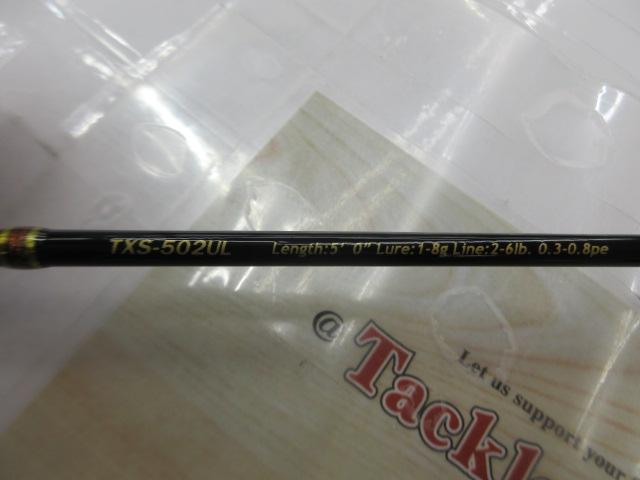 TXS-502UL Length:5' 0" Lure:1-8g Line:2-6lb. 0.3-0.8pe
@ Tackle
Let us support your